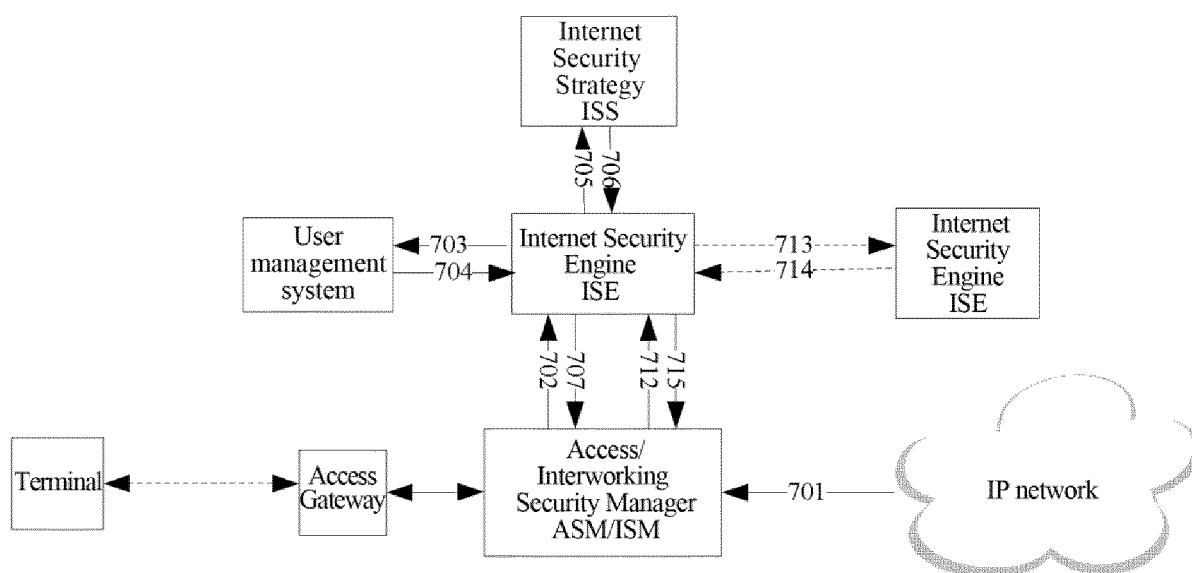 Internet
Security
Strategy
ISS
705
706
User
management
system
703
704
Internet Security
Engine
ISE
713
714
Internet
Security
Engine
ISE
702
707
712
715
Terminal
Access
Gateway
Access/
Interworking
Security Manager
ASM/ISM
701
IP network